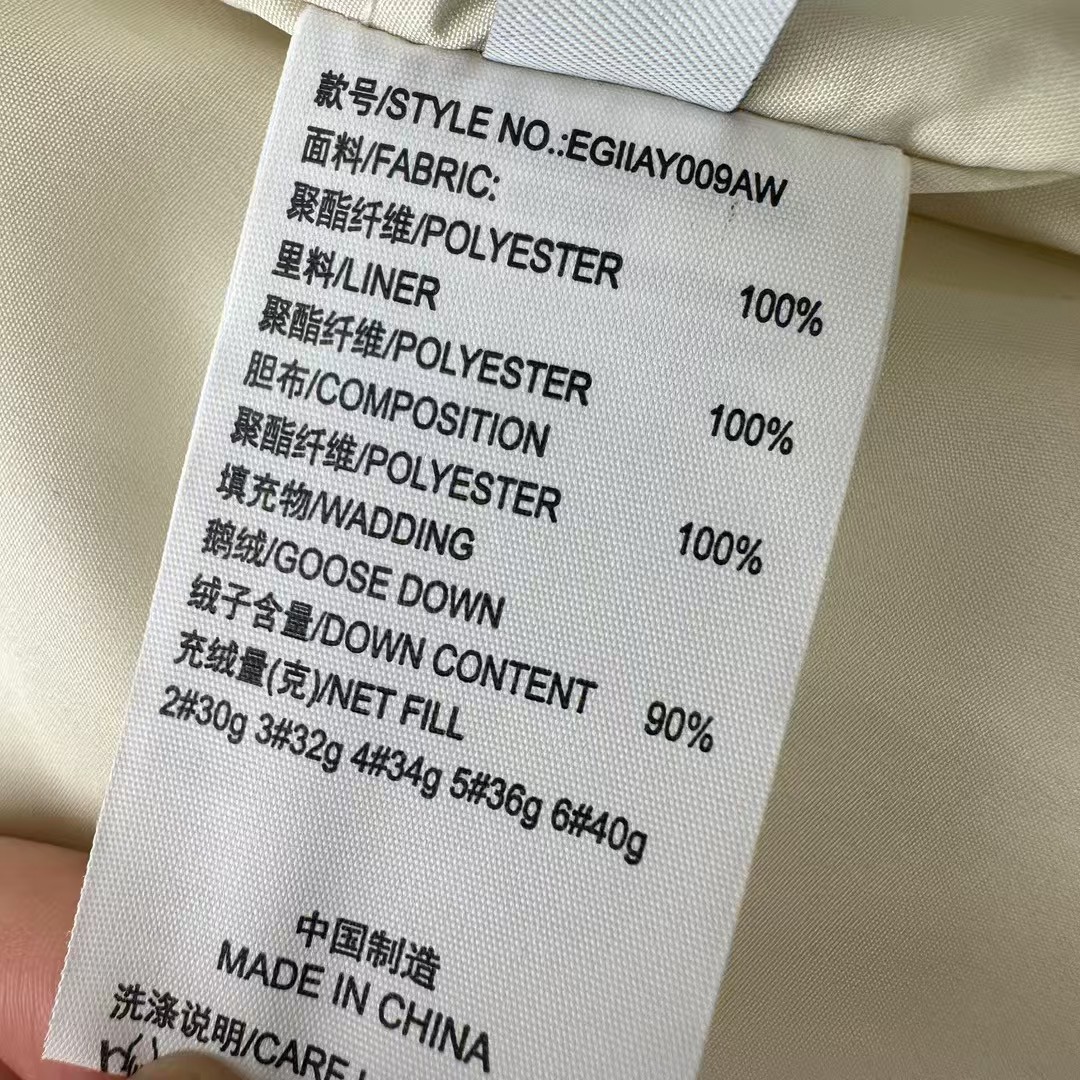 款号/STYLE NO.:EGIIAY009AW
面料/FABRIC:
聚酯纤维/POLYESTER 100%
里料/LINER
聚酯纤维/POLYESTER 100%
胆布/COMPOSITION
聚酯纤维/POLYESTER 100%
填充物/WADDING
鹅绒/GOOSE DOWN
绒子含量/DOWN CONTENT 90%
充绒量(克)/NET FILL
2#30g 3#32g 4#34g 5#36g 6#40g
中国制造
MADE IN CHINA
洗涤说明/CARE